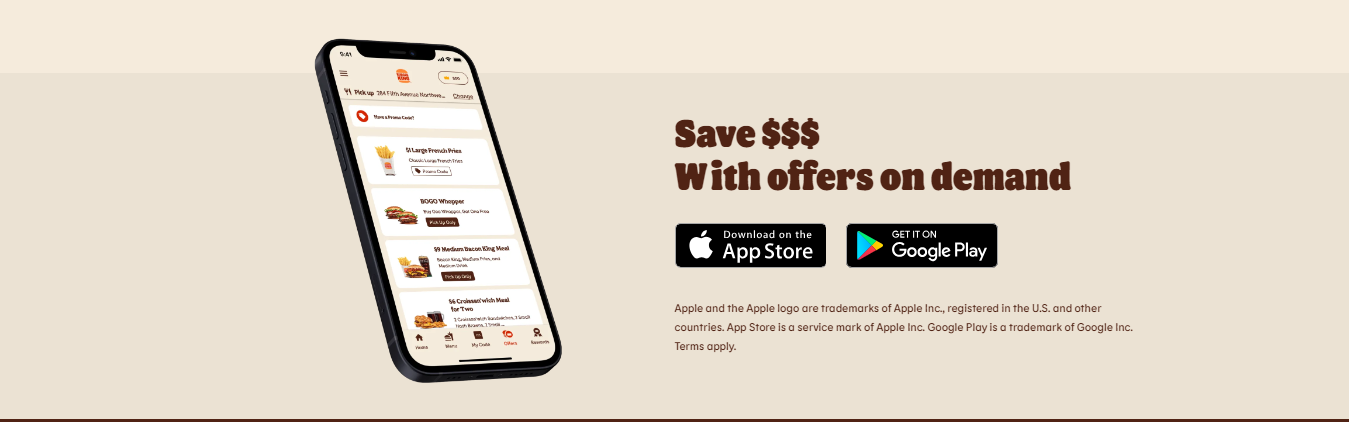 9:41
BURGER KING
500
Pick up 284 Fifth Avenue Northwe... Change
Have a Promo Code?
$1 Large French Fries
Classic Large French Fries
Promo Code
BOGO Whopper
Buy One Whopper, Get One Free
Pick Up Only
$9 Medium Bacon King Meal
Bacon King, Medium Fries, and
Medium Drink
Pick Up Only
$6 Croissan'wich Meal
for Two
2 Croissan'wich Sandwiches, 2 Small
Hash Browns, 2 Small ...
Home
Menu
My Code
Offers
Rewards
Save $$$
With offers on demand
Download on the
App Store
GET IT ON
Google Play
Apple and the Apple logo are trademarks of Apple Inc., registered in the U.S. and other
countries. App Store is a service mark of Apple Inc. Google Play is a trademark of Google Inc.
Terms apply.